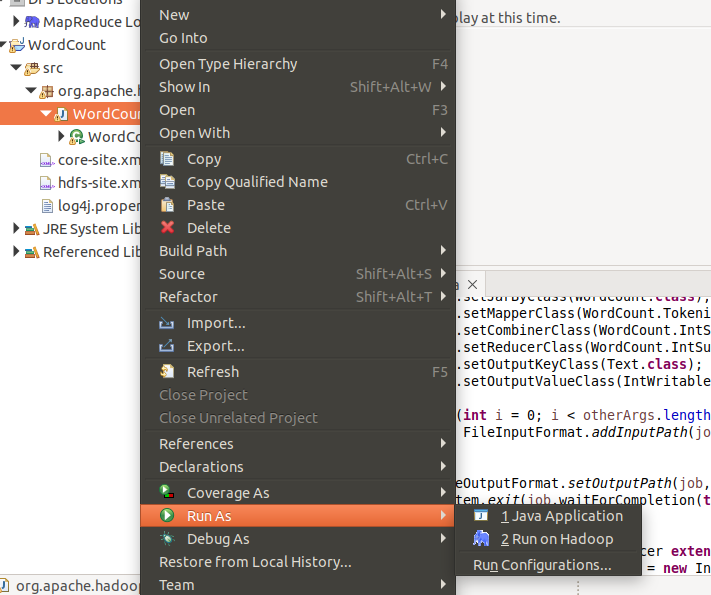 DFS Locations
MapReduce Lo
WordCount
src
org.apache.h
WordCour
WordCo
core-site.xm
hdfs-site.xm
log4j.proper
JRE System Lib
Referenced Lib
org.apache.hadoop
New
Go Into
Open Type Hierarchy F4
Show In Shift+Alt+W
Open F3
Open With
Copy Ctrl+C
Copy Qualified Name
Paste Ctrl+V
Delete
Build Path
Source Shift+Alt+S
Refactor Shift+Alt+T
Import...
Export...
Refresh F5
Close Project
Close Unrelated Project
References
Declarations
Coverage As
Run As
Debug As
Restore from Local History...
Team
1 Java Application
2 Run on Hadoop
Run Configurations...
play at this time.
a
.setJarByClass(WordCount.class);
.setMapperClass(WordCount.Tokeni
.setCombinerClass(WordCount.IntS
.setReducerClass(WordCount.IntSu
.setOutputKeyClass(Text.class);
.setOutputValueClass(IntWritable
(int i = 0; i < otherArgs.length
FileInputFormat.addInputPath(jo
eOutputFormat.setOutputPath(job,
tem.exit(job.waitForCompletion(t
cer exten
= new In